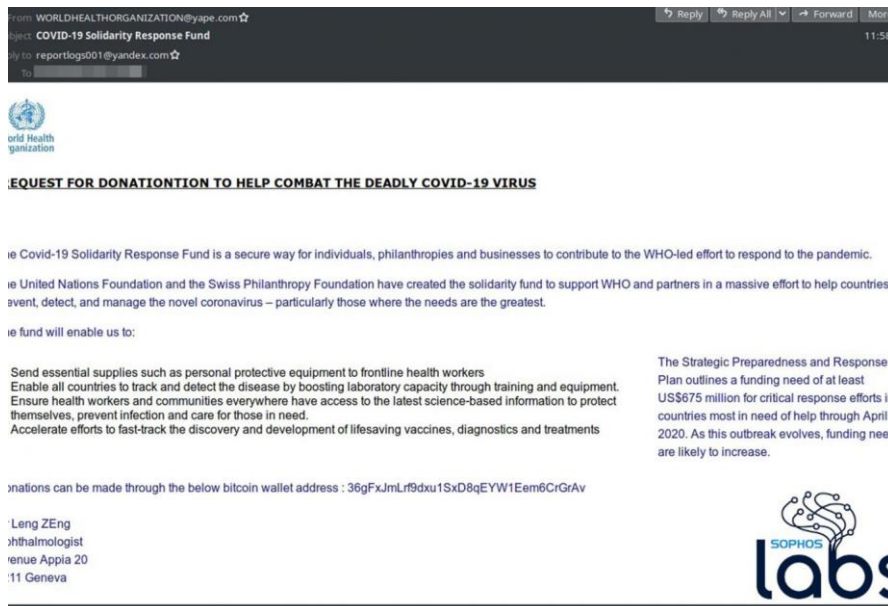 From WORLDHEALTHORGANIZATION@yape.com
bject COVID-19 Solidarity Response Fund
ly to reportlogs001@yandex.com
To
Reply Reply All Forward Mor
11:58
orld Health
rganization
EQUEST FOR DONATIONTION TO HELP COMBAT THE DEADLY COVID-19 VIRUS
e Covid-19 Solidarity Response Fund is a secure way for individuals, philanthropies and businesses to contribute to the WHO-led effort to respond to the pandemic.
e United Nations Foundation and the Swiss Philanthropy Foundation have created the solidarity fund to support WHO and partners in a massive effort to help countries
event, detect, and manage the novel coronavirus – particularly those where the needs are the greatest.
e fund will enable us to:
Send essential supplies such as personal protective equipment to frontline health workers
Enable all countries to track and detect the disease by boosting laboratory capacity through training and equipment.
Ensure health workers and communities everywhere have access to the latest science-based information to protect
themselves, prevent infection and care for those in need.
Accelerate efforts to fast-track the discovery and development of lifesaving vaccines, diagnostics and treatments
The Strategic Preparedness and Response
Plan outlines a funding need of at least
US$675 million for critical response efforts i
countries most in need of help through April
2020. As this outbreak evolves, funding nee
are likely to increase.
onations can be made through the below bitcoin wallet address : 36gFxJmLrf9dxu1SxD8qEYW1Eem6CrGrAv
Leng ZEng
hthalmologist
venue Appia 20
11 Geneva
SOPHOS
labs